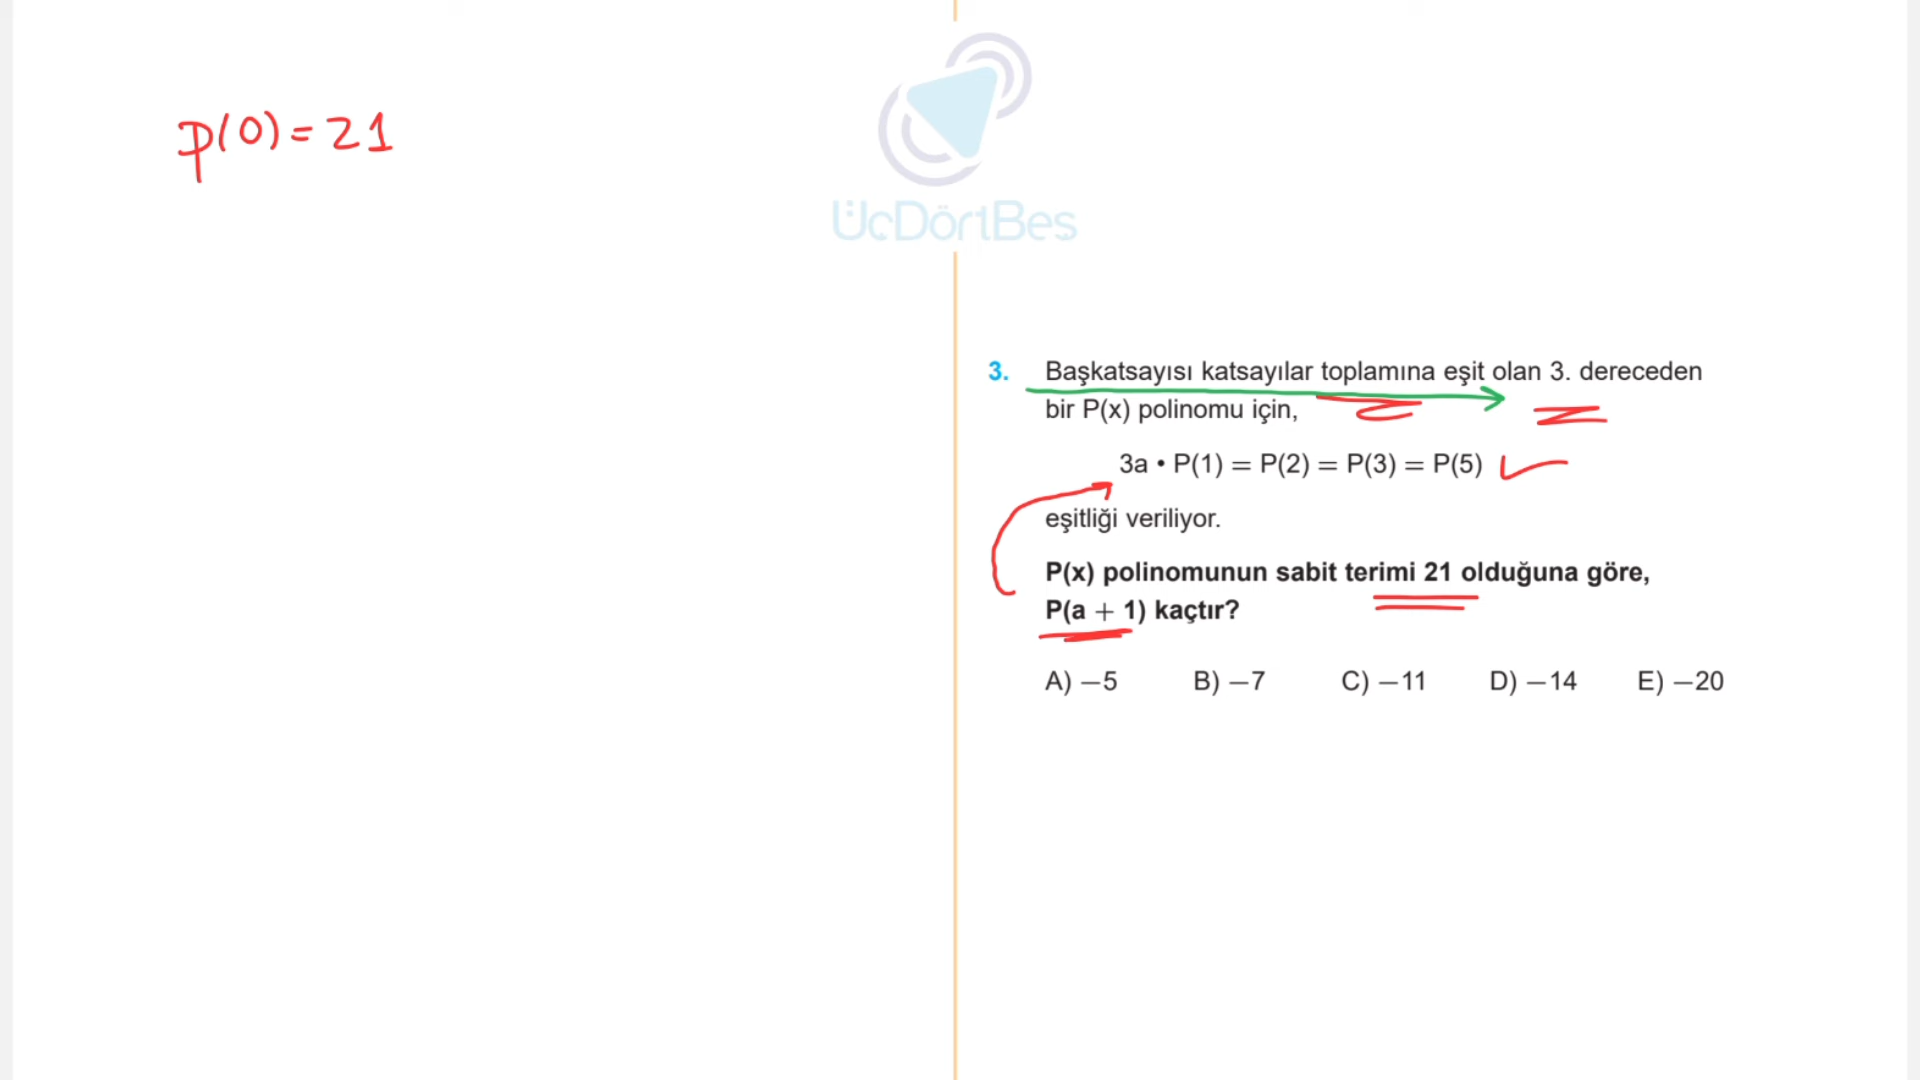 p(0)=21
ÜçDörtBeş
3. Başkatsayısı katsayılar toplamına eşit olan 3. dereceden
bir P(x) polinomu için,
3a • P(1) = P(2) = P(3) = P(5)
eşitliği veriliyor.
P(x) polinomunun sabit terimi 21 olduğuna göre,
P(a + 1) kaçtır?
A) –5 B) –7 C) –11 D) –14 E) –20